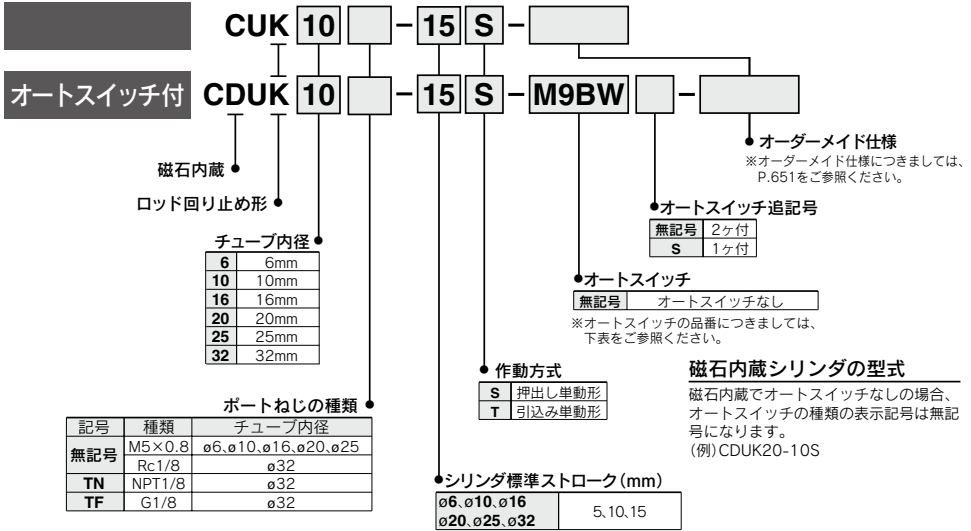 CUK 10 - 15 S -
オートスイッチ付 CDUK 10 - 15 S - M9BW -
磁石内蔵
ロッド回り止め形
チューブ内径
6 6mm
10 10mm
16 16mm
20 20mm
25 25mm
32 32mm
ポートねじの種類
記号 種類 チューブ内径
無記号 M5×0.8 ø6、ø10、ø16、ø20、ø25
Rc1/8 ø32
TN NPT1/8 ø32
TF G1/8 ø32
シリンダ標準ストローク(mm)
ø6、ø10、ø16
ø20、ø25、ø32
5、10、15
作動方式
S 押出し単動形
T 引込み単動形
オートスイッチ
無記号 オートスイッチなし
※オートスイッチの品番につきましては、
下表をご参照ください。
オートスイッチ追記号
無記号 2ヶ付
S 1ヶ付
オーダーメイド仕様
※オーダーメイド仕様につきましては、
P.651をご参照ください。
磁石内蔵シリンダの型式
磁石内蔵でオートスイッチなしの場合、
オートスイッチの種類の表示記号は無記
号になります。
(例)CDUK20-10S